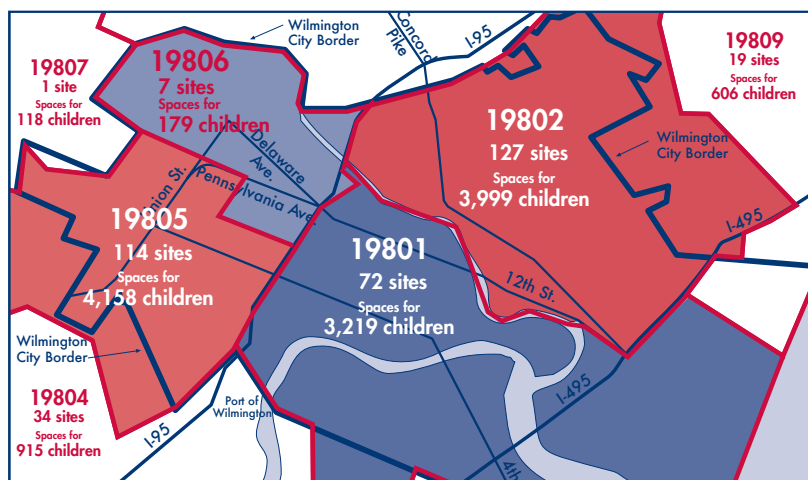 Wilmington
City Border
Concord
Pike
I-95
19807
1 site
Spaces for
118 children
19806
7 sites
Spaces for
179 children
19809
19 sites
Spaces for
606 children
19802
127 sites
Spaces for
3,999 children
Wilmington
City Border
Delaware
Ave.
Pennsylvania Ave.
Union St.
19805
114 sites
Spaces for
4,158 children
19801
72 sites
Spaces for
3,219 children
I-495
12th St.
Wilmington
City Border
19804
34 sites
Spaces for
915 children
I-95
Port of
Wilmington
I-495
4th